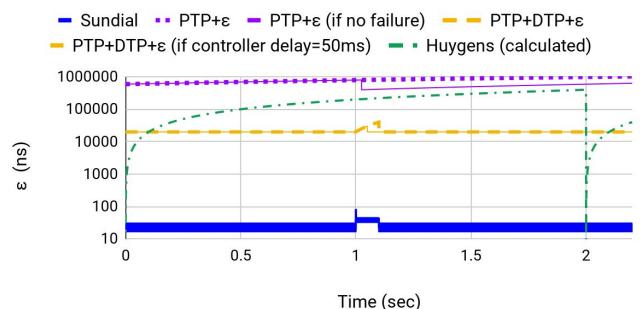 Sundial PTP+ε PTP+ε (if no failure) PTP+DTP+ε
PTP+DTP+ε (if controller delay=50ms) Huygens (calculated)
1000000
100000
10000
1000
100
10
ε (ns)
0 0.5 1 1.5 2
Time (sec)